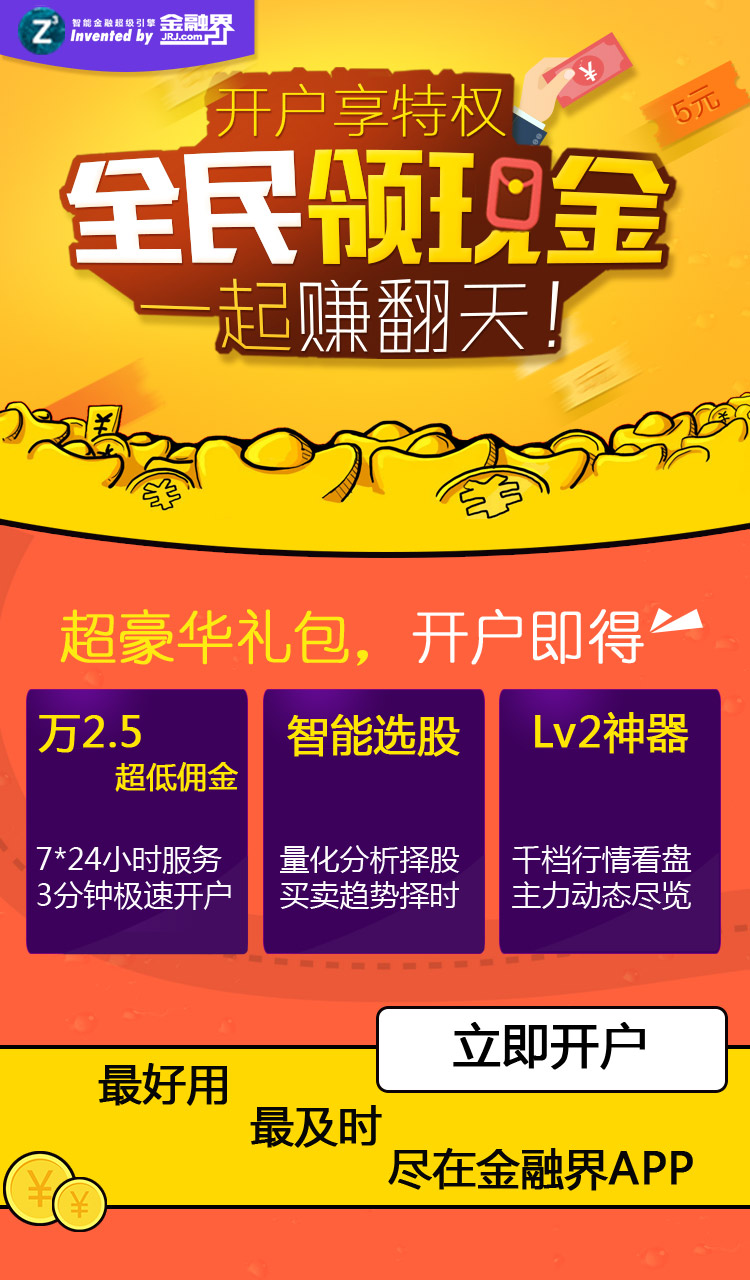 Z3
智能金融超级引擎
Invented by
金融界
JRJ.com
开户享特权
5元
全民领现金
一起赚翻天!
超豪华礼包，开户即得
万2.5
超低佣金
7*24小时服务
3分钟极速开户
智能选股
量化分析择股
买卖趋势择时
Lv2神器
千档行情看盘
主力动态尽览
立即开户
最好用
最及时
尽在金融界APP